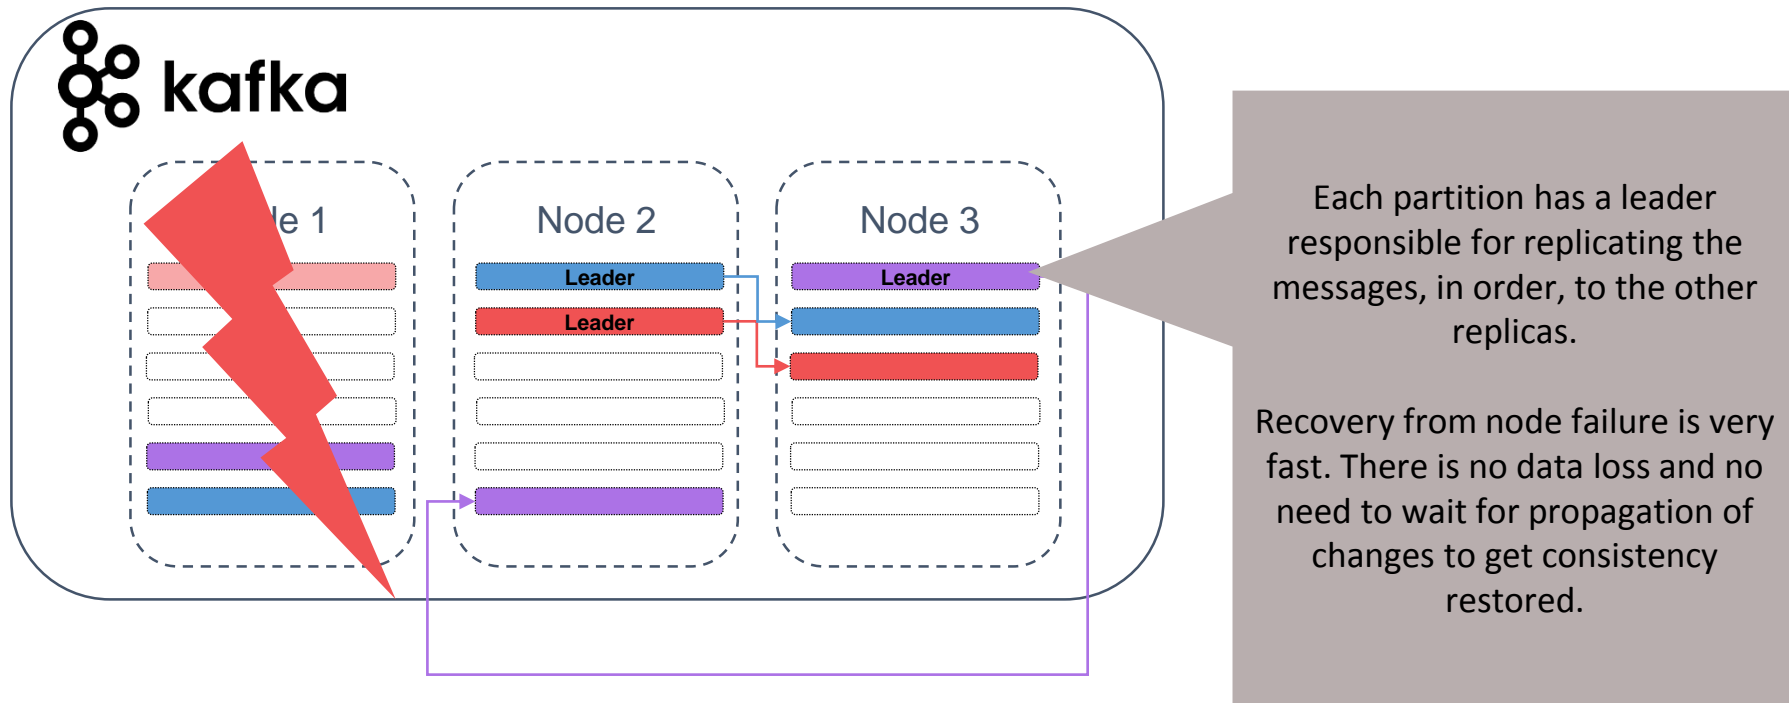 kafka
de 1
Node 2
Node 3
Leader
Leader
Leader
Each partition has a leader
responsible for replicating the
messages, in order, to the other
replicas.
Recovery from node failure is very
fast. There is no data loss and no
need to wait for propagation of
changes to get consistency
restored.